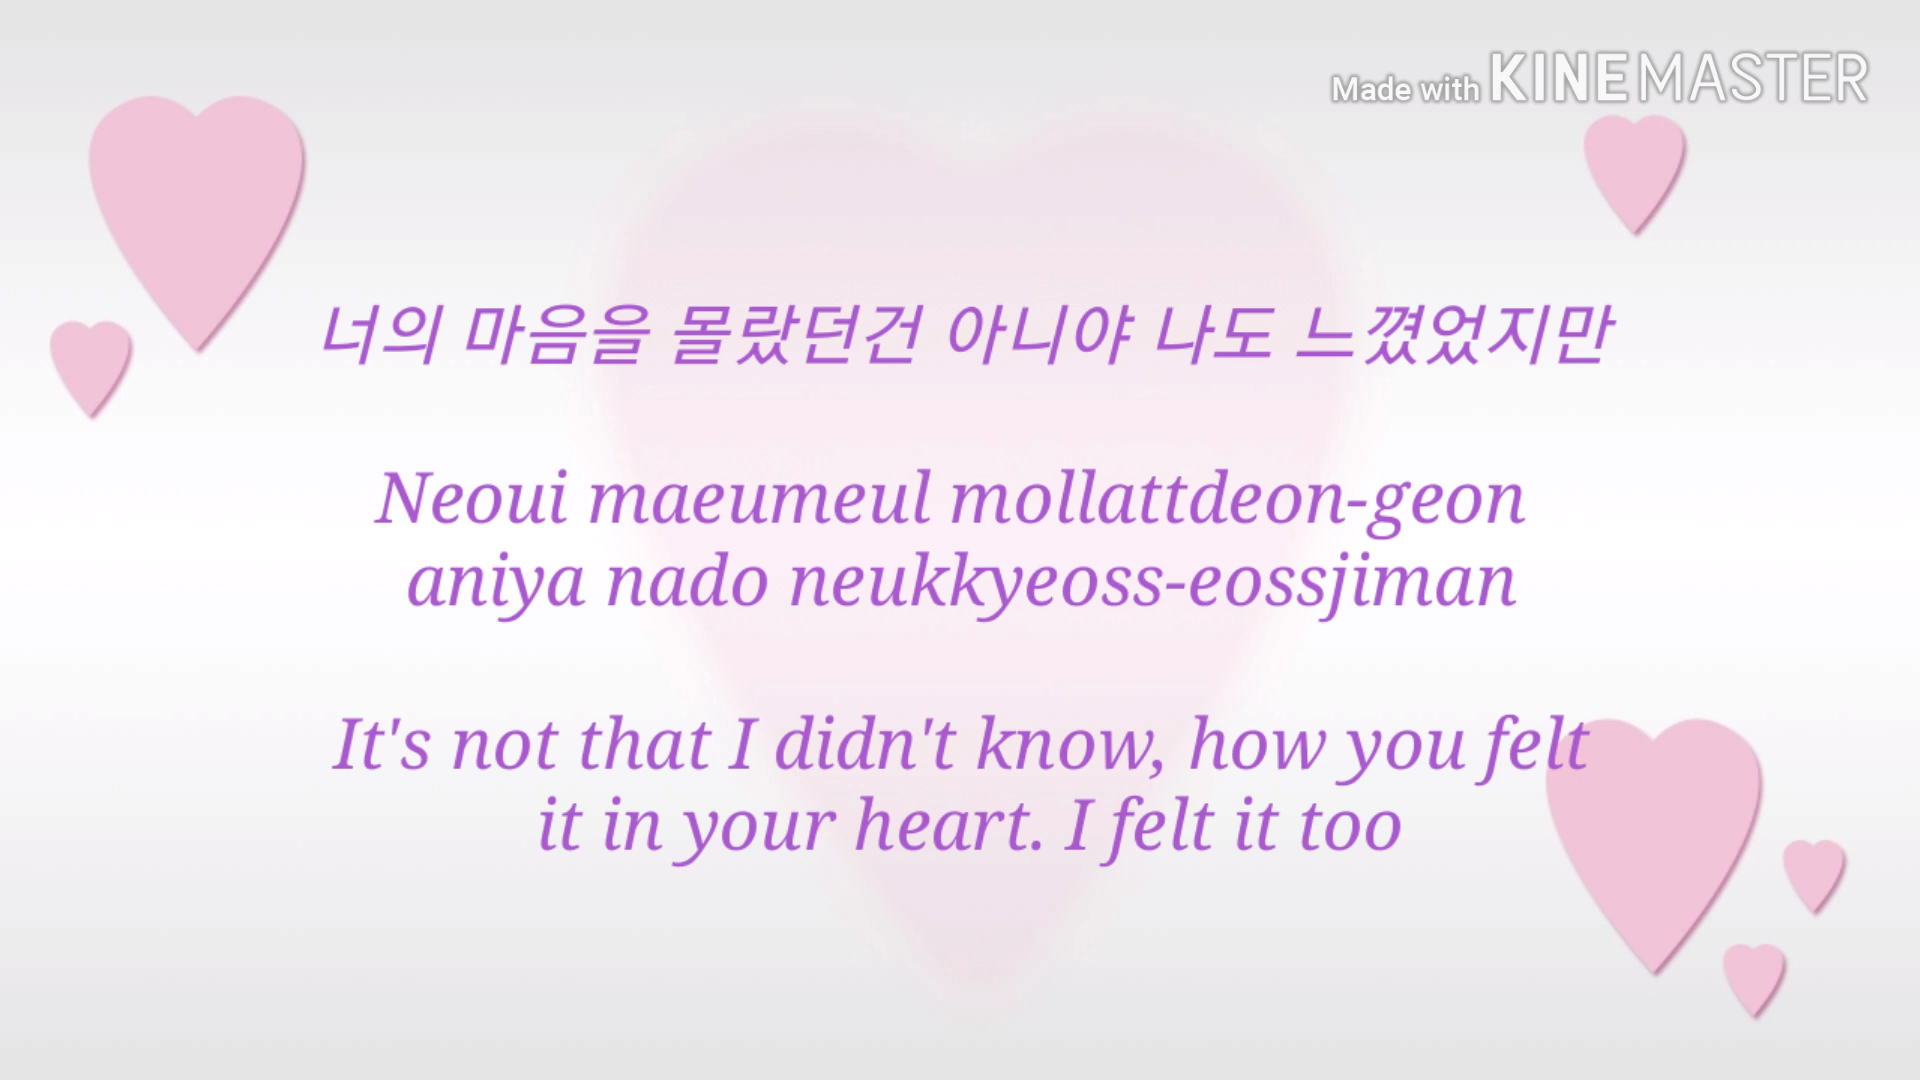 Made with KINEMASTER
너의 마음을 몰랐던건 아니야 나도 느꼈었지만
Neoui maeumeul mollattdeon-geon
aniya nado neukkyeoss-eossjiman
It's not that I didn't know, how you felt
it in your heart. I felt it too